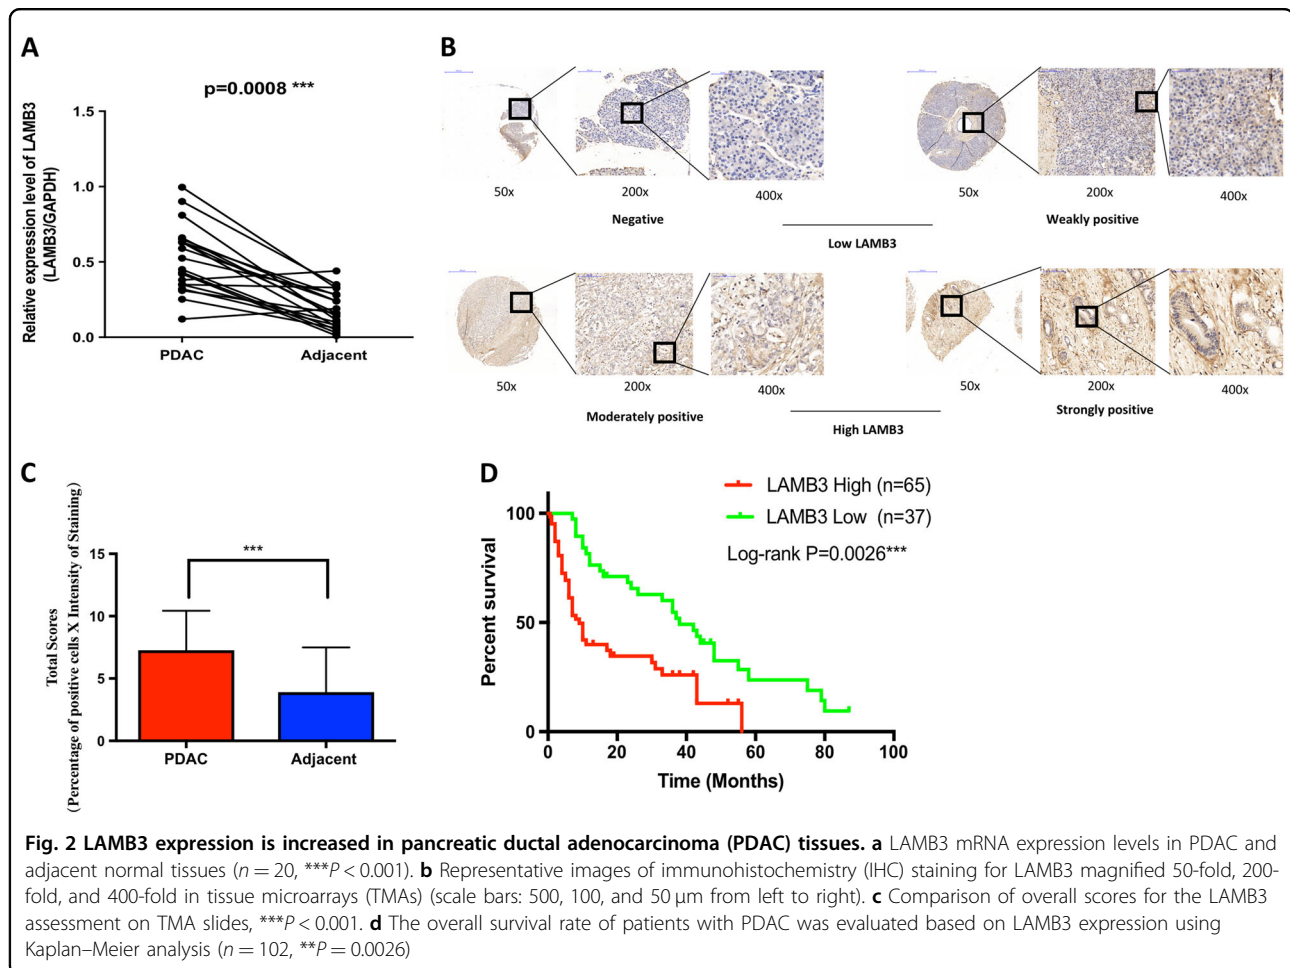 A
p=0.0008 ***
Relative expression level of LAMB3
(LAMB3/GAPDH)
1.5
1.0
0.5
0.0
PDAC
Adjacent
B
50x
200x
400x
Negative
50x
200x
400x
Weakly positive
Low LAMB3
50x
200x
400x
Moderately positive
50x
200x
400x
Strongly positive
High LAMB3
C
Total Scores
(Percentage of positive cells X Intensity of Staining)
15
10
5
0
***
PDAC
Adjacent
D
LAMB3 High (n=65)
LAMB3 Low (n=37)
Log-rank P=0.0026***
Percent survival
100
50
0
0
20
40
60
80
100
Time (Months)
Fig. 2 LAMB3 expression is increased in pancreatic ductal adenocarcinoma (PDAC) tissues. a LAMB3 mRNA expression levels in PDAC and
adjacent normal tissues (n = 20, ***P < 0.001). b Representative images of immunohistochemistry (IHC) staining for LAMB3 magnified 50-fold, 200-
fold, and 400-fold in tissue microarrays (TMAs) (scale bars: 500, 100, and 50 μm from left to right). c Comparison of overall scores for the LAMB3
assessment on TMA slides, ***P < 0.001. d The overall survival rate of patients with PDAC was evaluated based on LAMB3 expression using
Kaplan–Meier analysis (n = 102, **P = 0.0026)